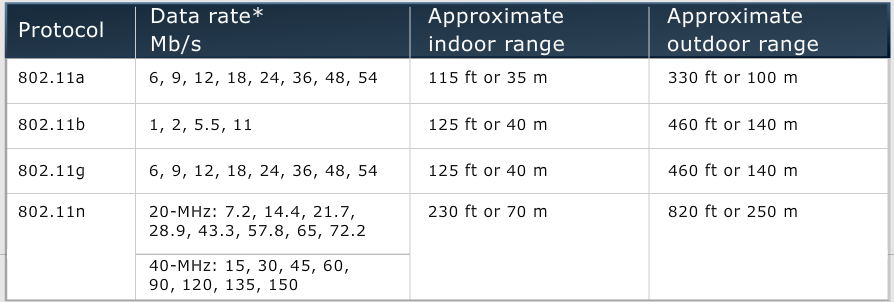 Protocol
Data rate*
Mb/s
Approximate
indoor range
Approximate
outdoor range
802.11a
6, 9, 12, 18, 24, 36, 48, 54
115 ft or 35 m
330 ft or 100 m
802.11b
1, 2, 5.5, 11
125 ft or 40 m
460 ft or 140 m
802.11g
6, 9, 12, 18, 24, 36, 48, 54
125 ft or 40 m
460 ft or 140 m
802.11n
20-MHz: 7.2, 14.4, 21.7,
28.9, 43.3, 57.8, 65, 72.2
40-MHz: 15, 30, 45, 60,
90, 120, 135, 150
230 ft or 70 m
820 ft or 250 m